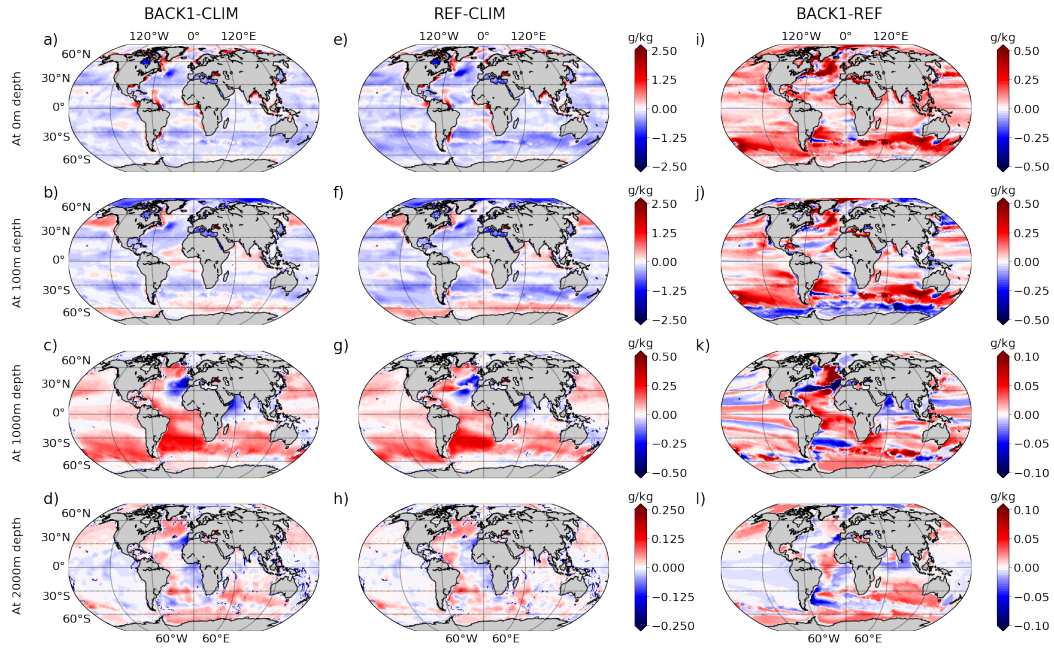 BACK1-CLIM REF-CLIM BACK1-REF
a) 120°W 0° 120°E e) 120°W 0° 120°E g/kg i) 120°W 0° 120°E g/kg
At 0m depth
60°N
30°N
0°
30°S
60°S
2.50
1.25
0.00
−1.25
−2.50
0.50
0.25
0.00
−0.25
−0.50
b) f) g/kg j) g/kg
At 100m depth
60°N
30°N
0°
30°S
60°S
2.50
1.25
0.00
−1.25
−2.50
0.50
0.25
0.00
−0.25
−0.50
c) g) g/kg k) g/kg
At 1000m depth
60°N
30°N
0°
30°S
60°S
0.50
0.25
0.00
−0.25
−0.50
0.10
0.05
0.00
−0.05
−0.10
d) h) g/kg l) g/kg
At 2000m depth
60°N
30°N
0°
30°S
60°S
0.250
0.125
0.000
−0.125
−0.250
0.10
0.05
0.00
−0.05
−0.10
60°W 60°E 60°W 60°E 60°W 60°E